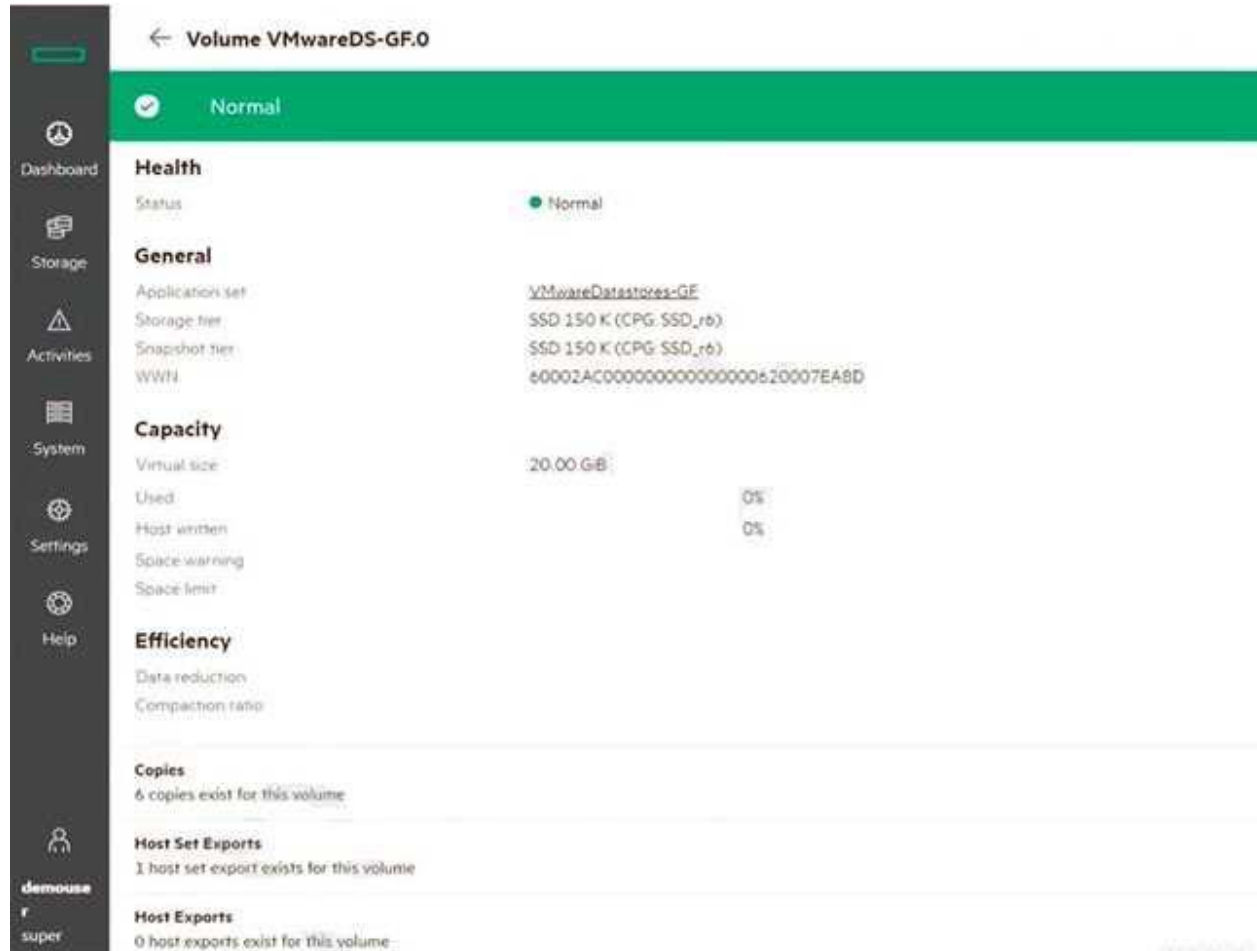 ← Volume VMwareDS-GF.0
Normal
Dashboard
Storage
Activities
System
Settings
Help
demouse
r
super
Health
Status Normal
General
Application set VMwareDatastores-GF
Storage tier SSD 150 K (CPG: SSD_r6)
Snapshot tier SSD 150 K (CPG: SSD_r6)
WWN
Capacity
Virtual size 20.00 GiB
Used 0%
Host written 0%
Space warning
Space limit
Efficiency
Data reduction
Compaction ratio
Copies
6 copies exist for this volume
Host Set Exports
1 host set export exists for this volume
Host Exports
0 host exports exist for this volume